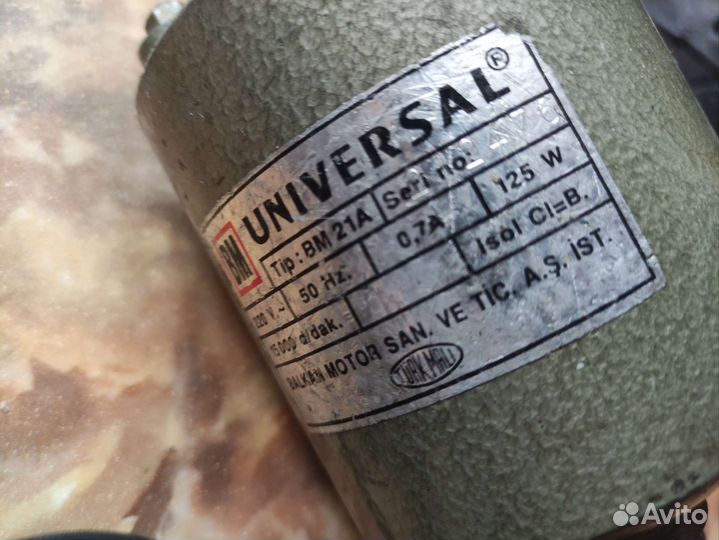 BM UNIVERSAL®
Tip: BM 21A Seri no:
220 V.~ 50 Hz. 0,7A 125 W
15000 d/dak. Isol Cl=B.
BALKAN MOTOR SAN. VE TİC. A.Ş. İST.
TÜRK MALI
Avito